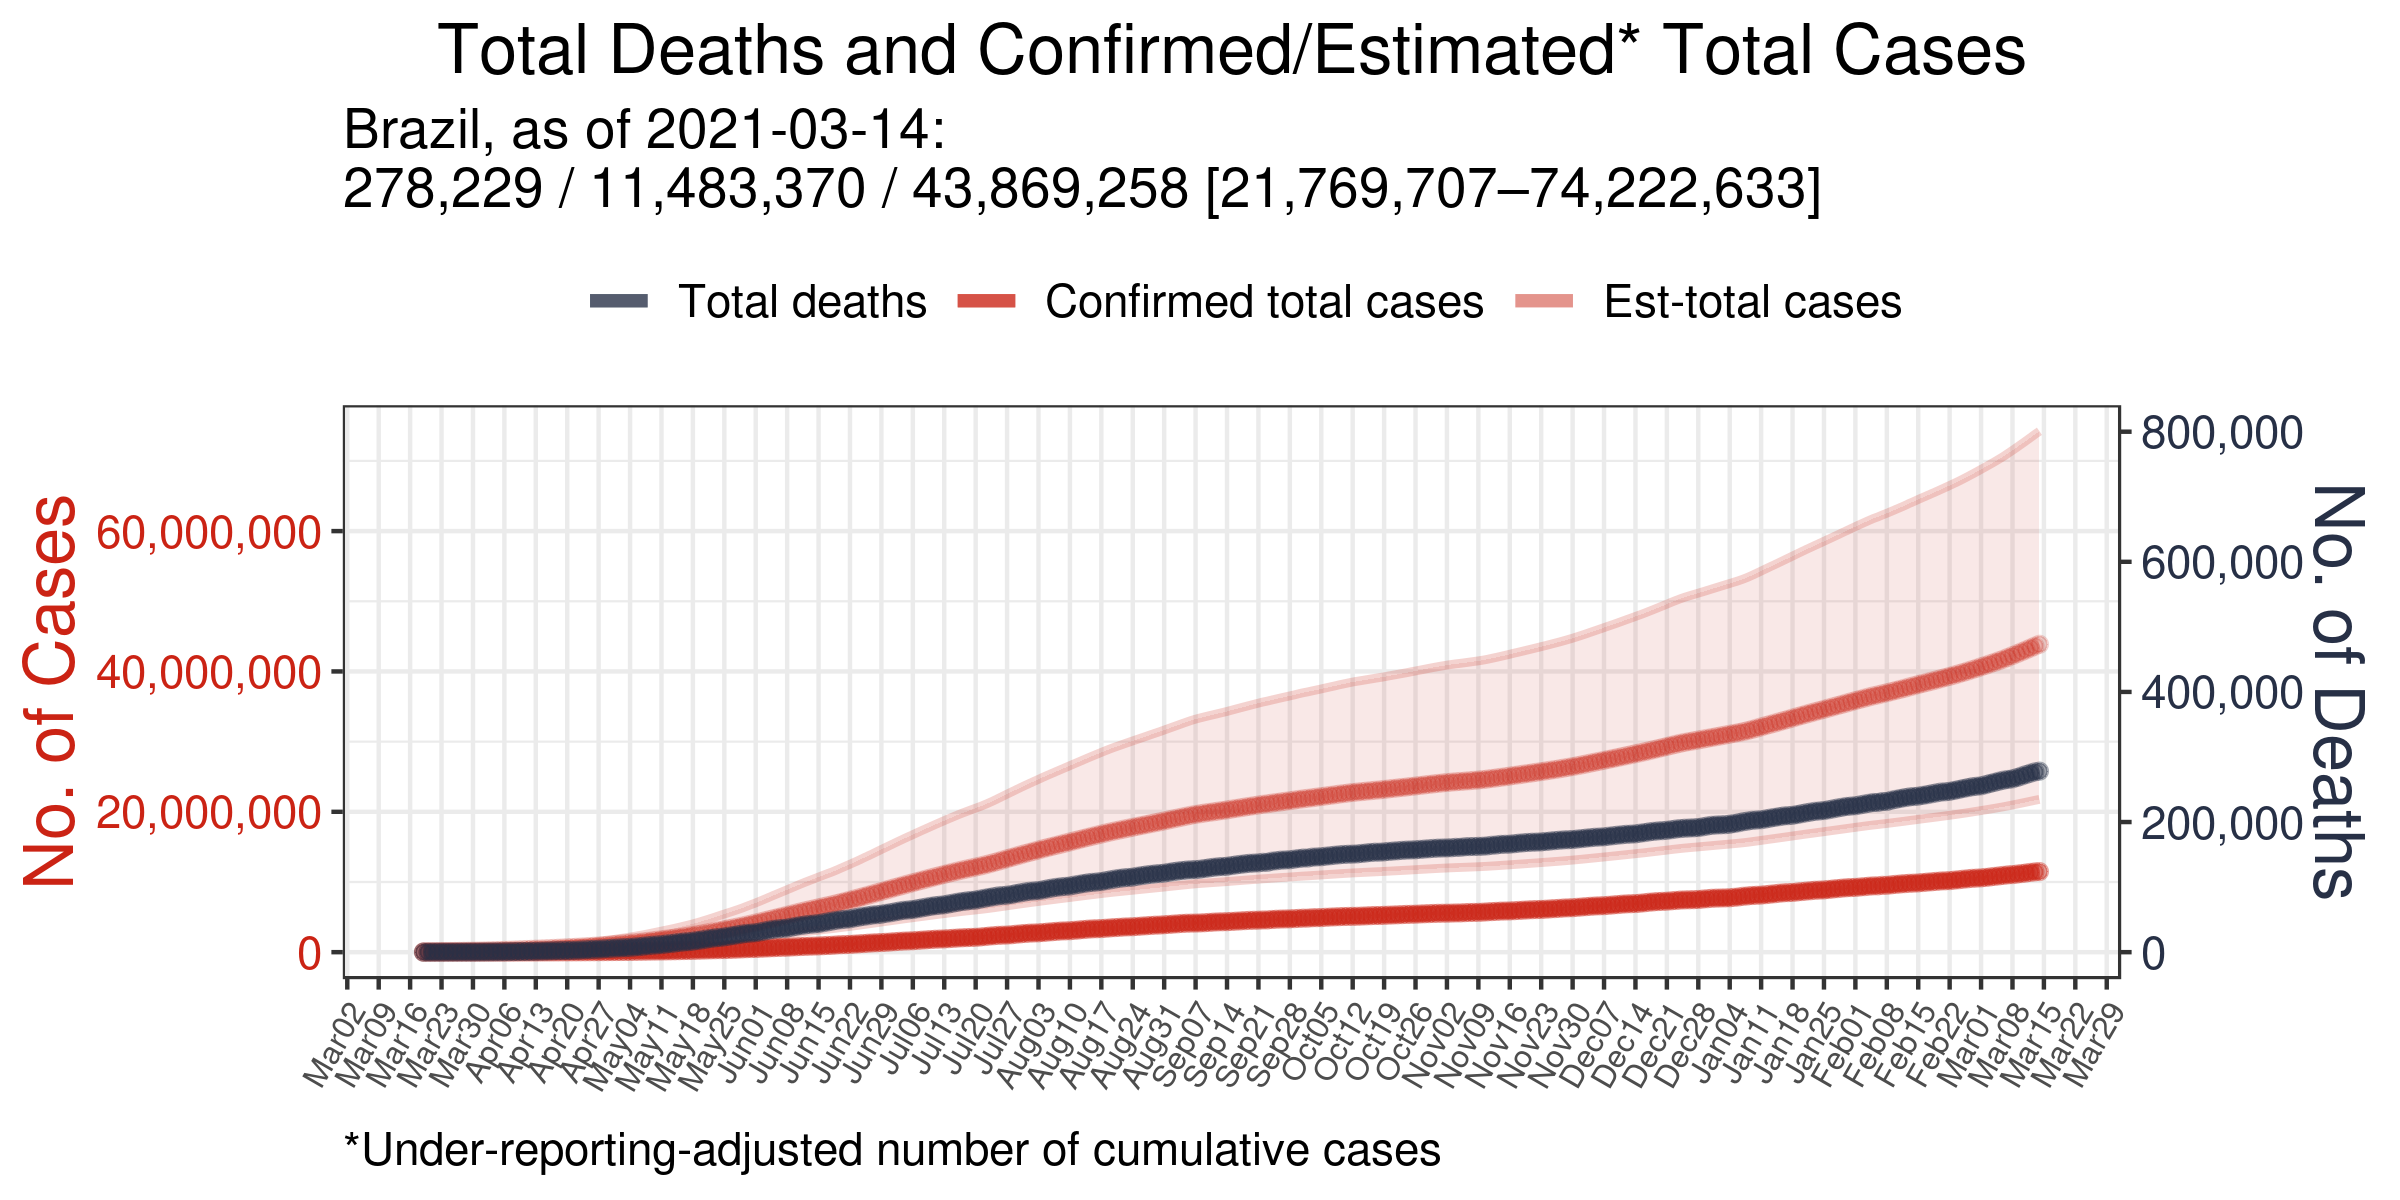 Total Deaths and Confirmed/Estimated* Total Cases
Brazil, as of 2021-03-14:
278,229 / 11,483,370 / 43,869,258 [21,769,707–74,222,633]
Total deaths
Confirmed total cases
Est-total cases
No. of Cases
60,000,000
40,000,000
20,000,000
0
800,000
600,000
400,000
200,000
0
No. of Deaths
Mar02
Mar09
Mar16
Mar23
Mar30
Apr06
Apr13
Apr20
Apr27
May04
May11
May18
May25
Jun01
Jun08
Jun15
Jun22
Jun29
Jul06
Jul13
Jul20
Jul27
Aug03
Aug10
Aug17
Aug24
Aug31
Sep07
Sep14
Sep21
Sep28
Oct05
Oct12
Oct19
Oct26
Nov02
Nov09
Nov16
Nov23
Nov30
Dec07
Dec14
Dec21
Dec28
Jan04
Jan11
Jan18
Jan25
Feb01
Feb08
Feb15
Feb22
Mar01
Mar08
Mar15
Mar22
Mar29
*Under-reporting-adjusted number of cumulative cases